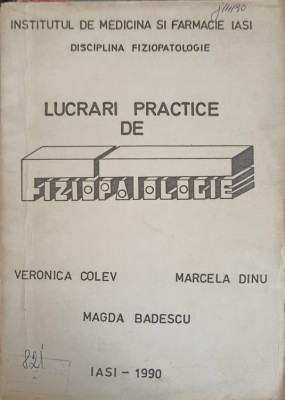 INSTITUTUL DE MEDICINA SI FARMACIE IASI
DISCIPLINA FIZIOPATOLOGIE
LUCRARI PRACTICE
DE
FIZIOPATOLOGIE
VERONICA COLEV
MARCELA DINU
MAGDA BADESCU
821
IASI - 1990